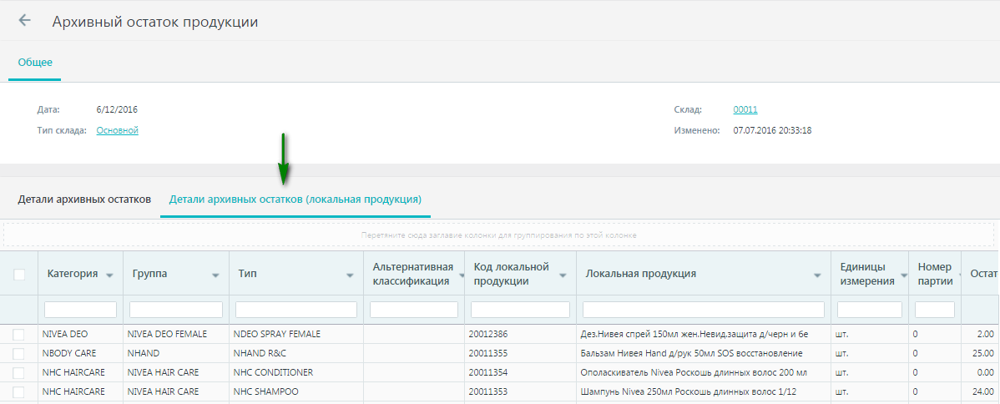 Архивный остаток продукции
Общее
Дата: 6/12/2016 Склад: 00011
Тип склада: Основной Изменено: 07.07.2016 20:33:18
Детали архивных остатков Детали архивных остатков (локальная продукция)
Перетяните сюда заглавие колонки для группирования по этой колонке
Категория Группа Тип Альтернативная классификация Код локальной продукции Локальная продукция Единицы измерения Номер партии Остат
NIVEA DEO NIVEA DEO FEMALE NDEO SPRAY FEMALE 20012386 Дез.Нивея спрей 150мл жен.Невид.защита д/черн и бе шт. 0 2.00
NBODY CARE NHAND NHAND R&C 20011355 Бальзам Нивея Hand д/рук 50мл SOS восстановление шт. 0 25.00
NHC HAIRCARE NIVEA HAIR CARE NHC CONDITIONER 20011354 Ополаскиватель Nivea Роскошь длинных волос 200 мл шт. 0 0.00
NHC HAIRCARE NIVEA HAIR CARE NHC SHAMPOO 20011353 Шампунь Nivea 250мл Роскошь длинных волос 1/12 шт. 0 24.00